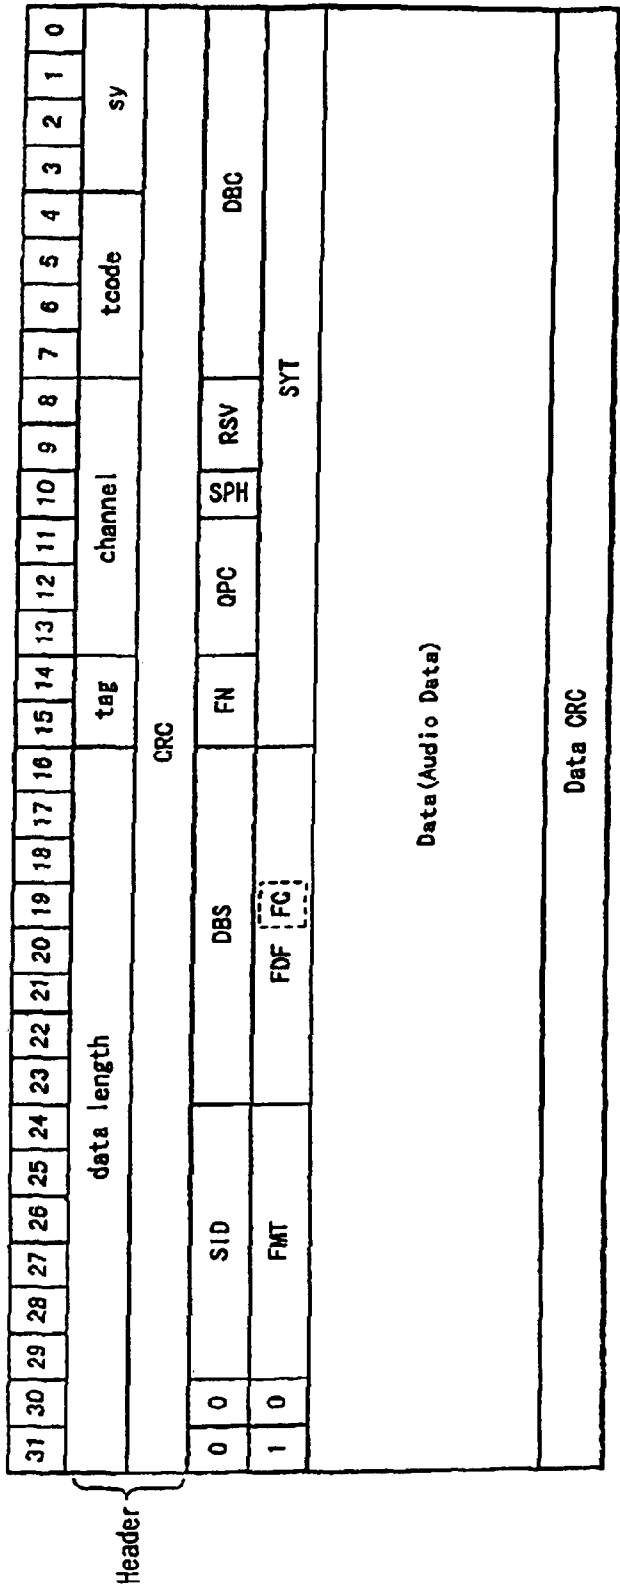 31 30 29 28 27 26 25 24 23 22 21 20 19 18 17 16 15 14 13 12 11 10 9 8 7 6 5 4 3 2 1 0
Header
data length tag channel tcode sy
CRC
0 0 SID DBS FN QPC SPH RSV DBC
1 0 FMT FDF FC SYT
Data(Audio Data)
Data CRC